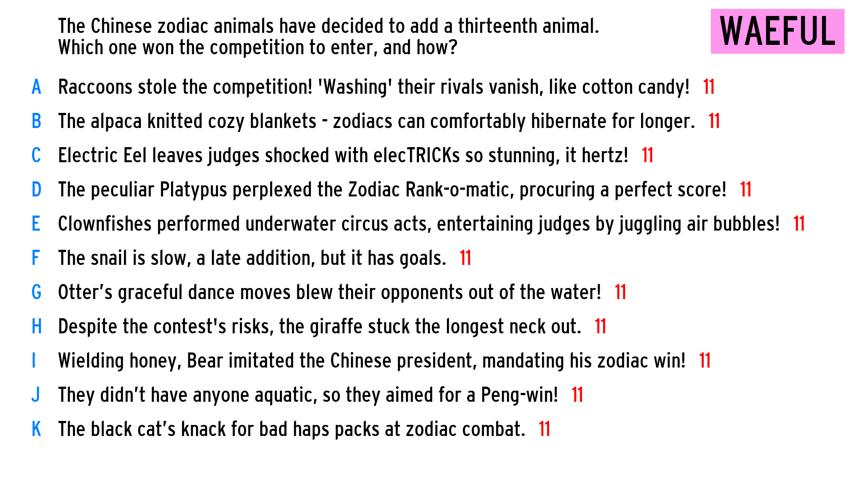 The Chinese zodiac animals have decided to add a thirteenth animal.
Which one won the competition to enter, and how?
WAEFUL
A Raccoons stole the competition! 'Washing' their rivals vanish, like cotton candy! 11
B The alpaca knitted cozy blankets - zodiacs can comfortably hibernate for longer. 11
C Electric Eel leaves judges shocked with elecTRICKs so stunning, it hertz! 11
D The peculiar Platypus perplexed the Zodiac Rank-o-matic, procuring a perfect score! 11
E Clownfishes performed underwater circus acts, entertaining judges by juggling air bubbles! 11
F The snail is slow, a late addition, but it has goals. 11
G Otter’s graceful dance moves blew their opponents out of the water! 11
H Despite the contest's risks, the giraffe stuck the longest neck out. 11
I Wielding honey, Bear imitated the Chinese president, mandating his zodiac win! 11
J They didn’t have anyone aquatic, so they aimed for a Peng-win! 11
K The black cat’s knack for bad haps packs at zodiac combat. 11